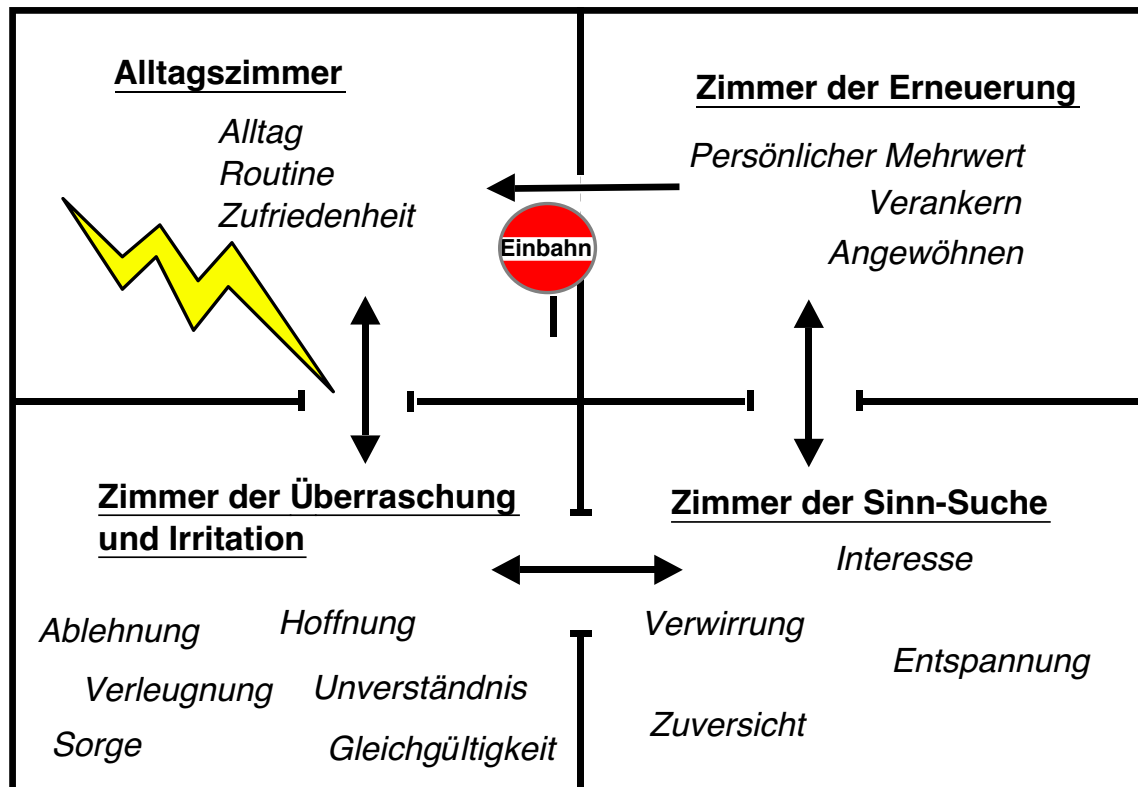 Alltagszimmer
Alltag
Routine
Zufriedenheit
Zimmer der Erneuerung
Persönlicher Mehrwert
Verankern
Angewöhnen
Einbahn
Zimmer der Überraschung
und Irritation
Ablehnung
Hoffnung
Verleugnung
Unverständnis
Sorge
Gleichgültigkeit
Zimmer der Sinn-Suche
Interesse
Verwirrung
Entspannung
Zuversicht